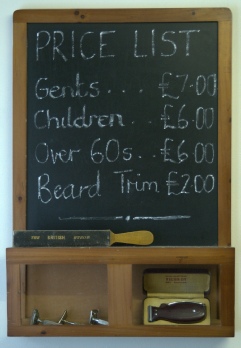 PRICE LIST
Gents . . . £7·00
Children . . £6·00
Over 60s . . £6·00
Beard Trim £2·00